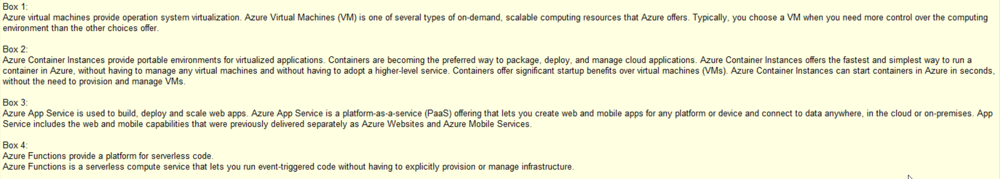 Box 1:
Azure virtual machines provide operation system virtualization. Azure Virtual Machines (VM) is one of several types of on-demand, scalable computing resources that Azure offers. Typically, you choose a VM when you need more control over the computing
environment than the other choices offer.
Box 2:
Azure Container Instances provide portable environments for virtualized applications. Containers are becoming the preferred way to package, deploy, and manage cloud applications. Azure Container Instances offers the fastest and simplest way to run a
container in Azure, without having to manage any virtual machines and without having to adopt a higher-level service. Containers offer significant startup benefits over virtual machines (VMs). Azure Container Instances can start containers in Azure in seconds,
without the need to provision and manage VMs.
Box 3:
Azure App Service is used to build, deploy and scale web apps. Azure App Service is a platform-as-a-service (PaaS) offering that lets you create web and mobile apps for any platform or device and connect to data anywhere, in the cloud or on-premises. App
Service includes the web and mobile capabilities that were previously delivered separately as Azure Websites and Azure Mobile Services.
Box 4:
Azure Functions provide a platform for serverless code.
Azure Functions is a serverless compute service that lets you run event-triggered code without having to explicitly provision or manage infrastructure.